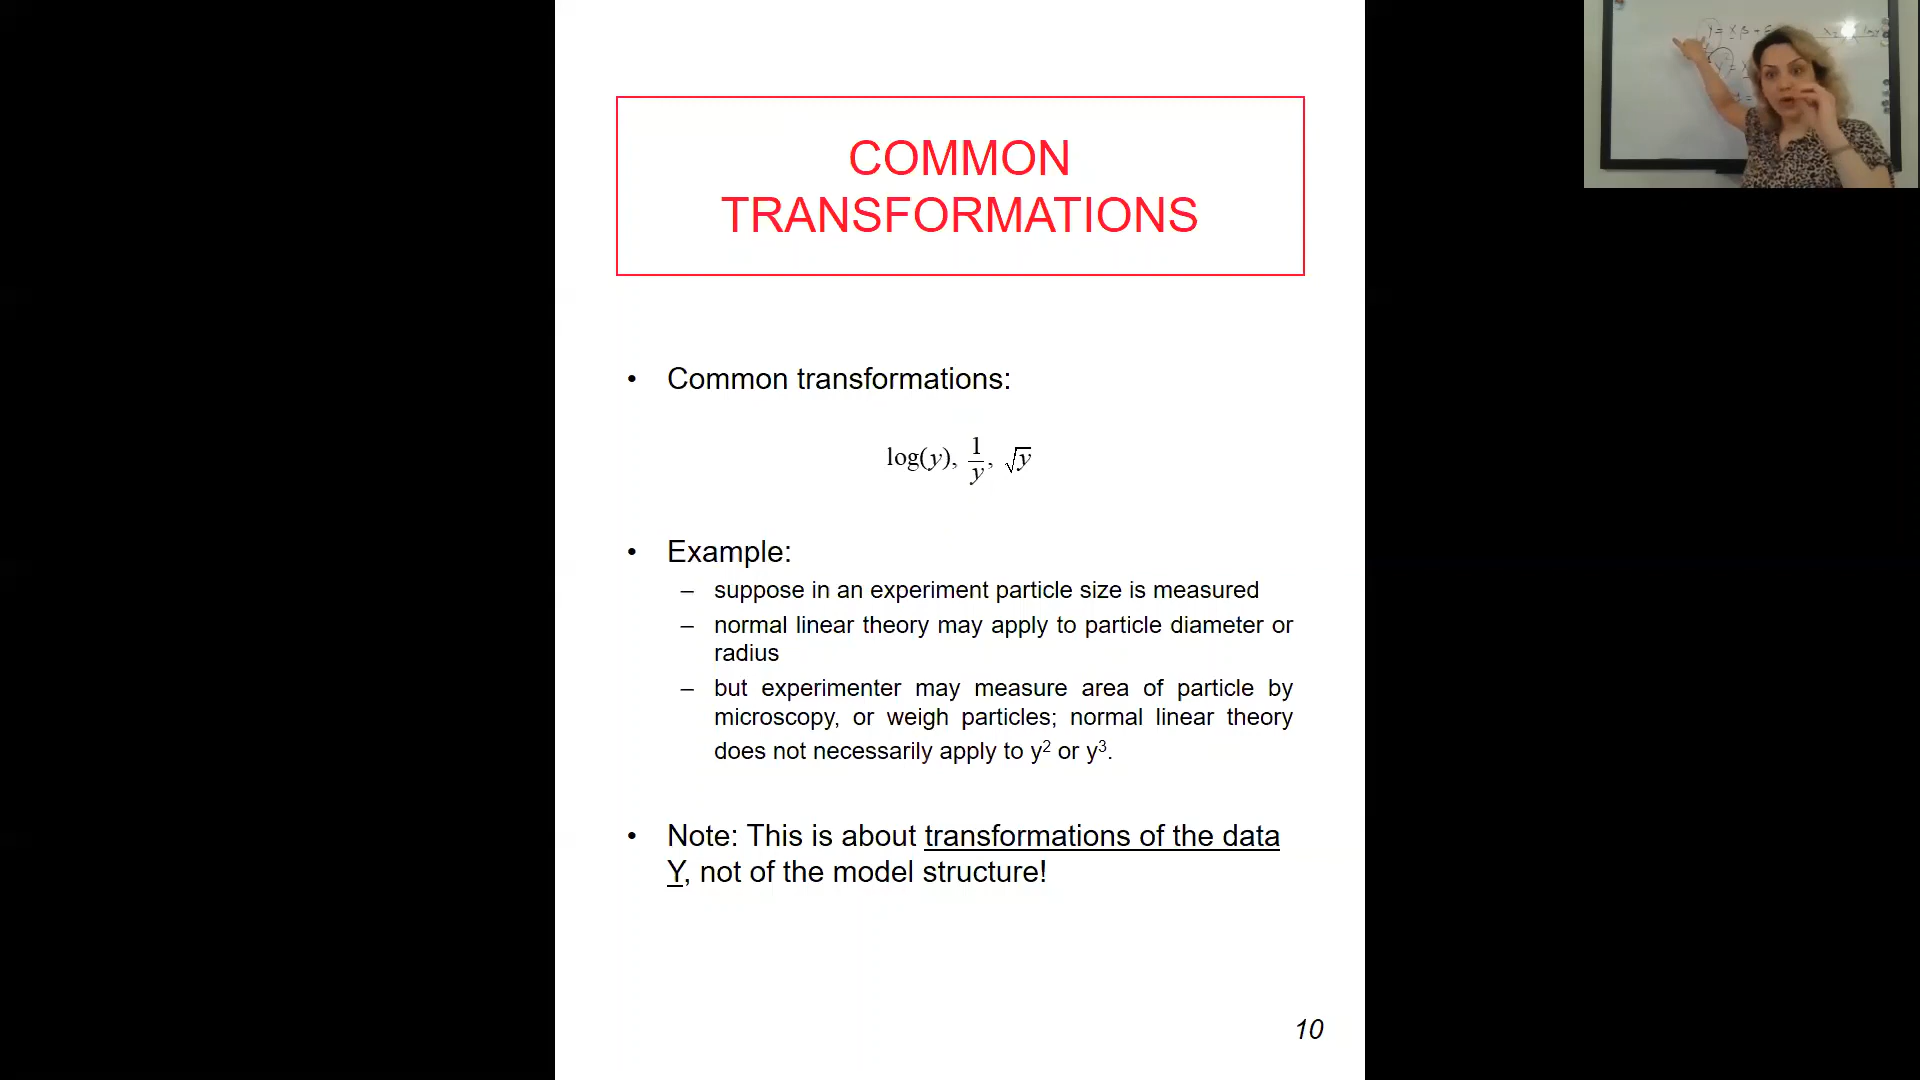 COMMON
TRANSFORMATIONS
• Common transformations:
log(y), 1/y, √y
• Example:
– suppose in an experiment particle size is measured
– normal linear theory may apply to particle diameter or
radius
– but experimenter may measure area of particle by
microscopy, or weigh particles; normal linear theory
does not necessarily apply to y² or y³.
• Note: This is about transformations of the data
Y, not of the model structure!
10